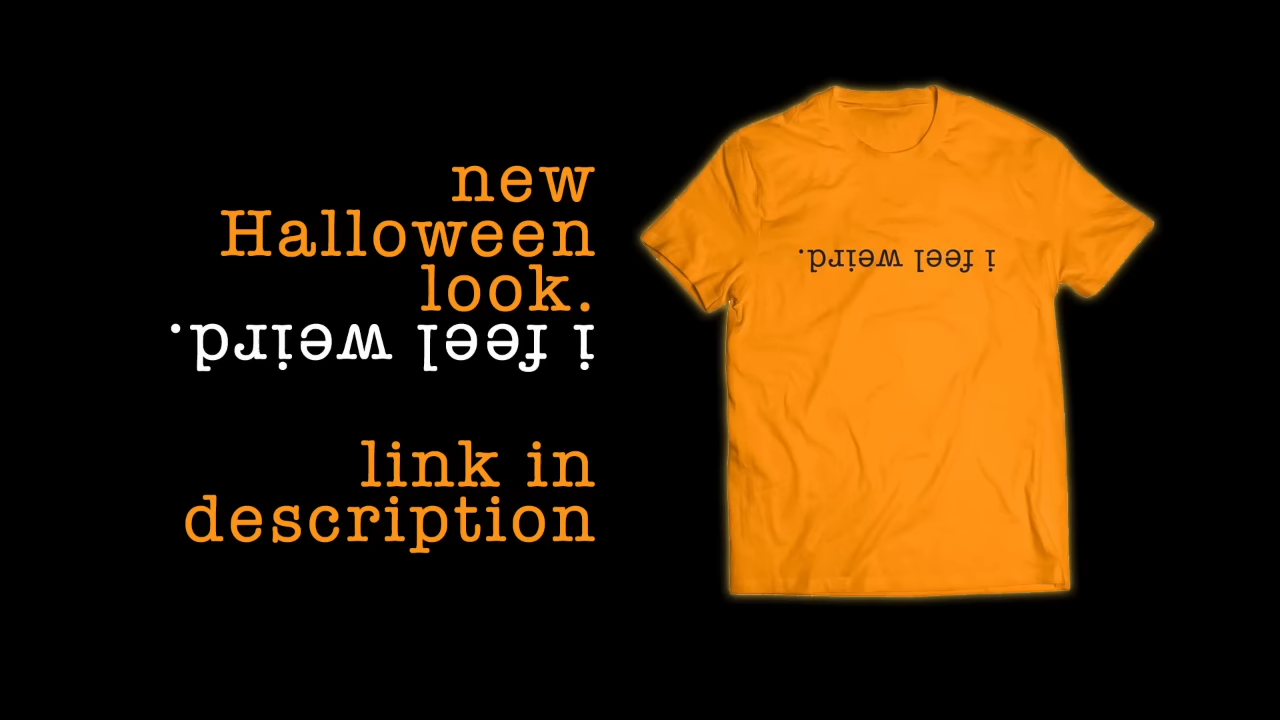 new
Halloween
look.
i feel weird.
link in
description
i feel weird.